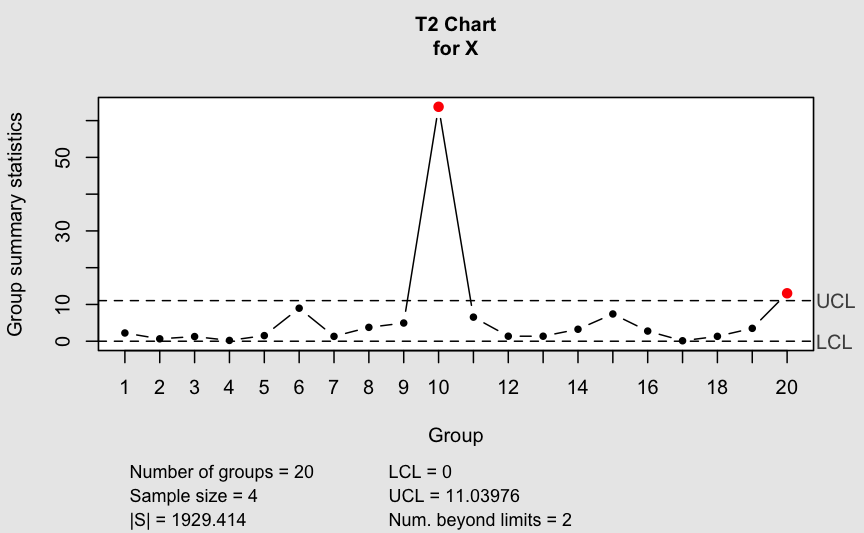 T2 Chart
for X
Group summary statistics
50
30
10
0
UCL
LCL
1 2 3 4 5 6 7 8 9 10 12 14 16 18 20
Group
Number of groups = 20
Sample size = 4
|S| = 1929.414
LCL = 0
UCL = 11.03976
Num. beyond limits = 2